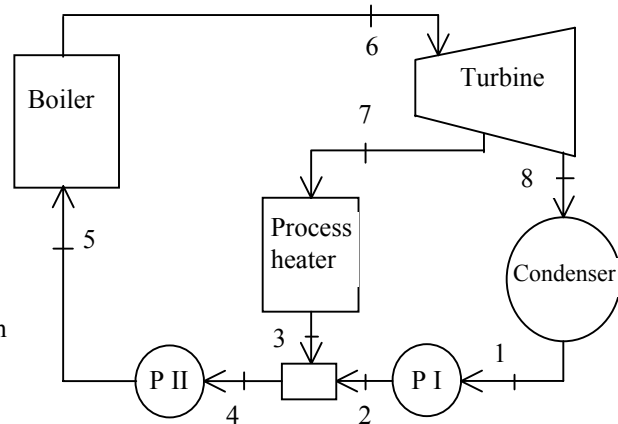 6
Turbine
Boiler
7
8
Process
heater
5
Condenser
3
1
P II
4
2
P I